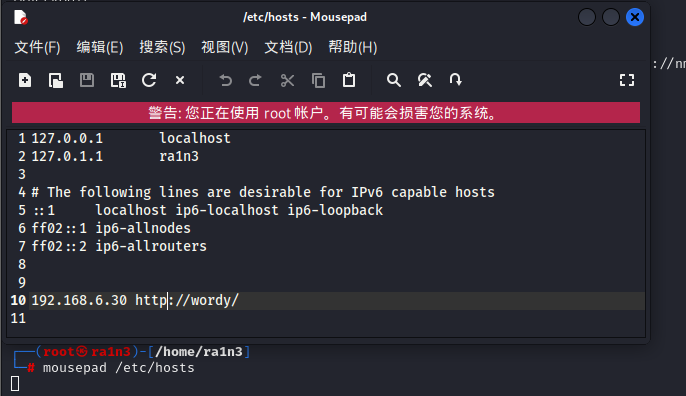 /etc/hosts - Mousepad
文件(F) 编辑(E) 搜索(S) 视图(V) 文档(D) 帮助(H)
://nm
警告: 您正在使用 root 帐户。有可能会损害您的系统。
1 127.0.0.1 localhost
2 127.0.1.1 ra1n3
3
4 # The following lines are desirable for IPv6 capable hosts
5 ::1 localhost ip6-localhost ip6-loopback
6 ff02::1 ip6-allnodes
7 ff02::2 ip6-allrouters
8
9
10 192.168.6.30 http://wordy/
11
(root㉿ra1n3)-[/home/ra1n3]
# mousepad /etc/hosts